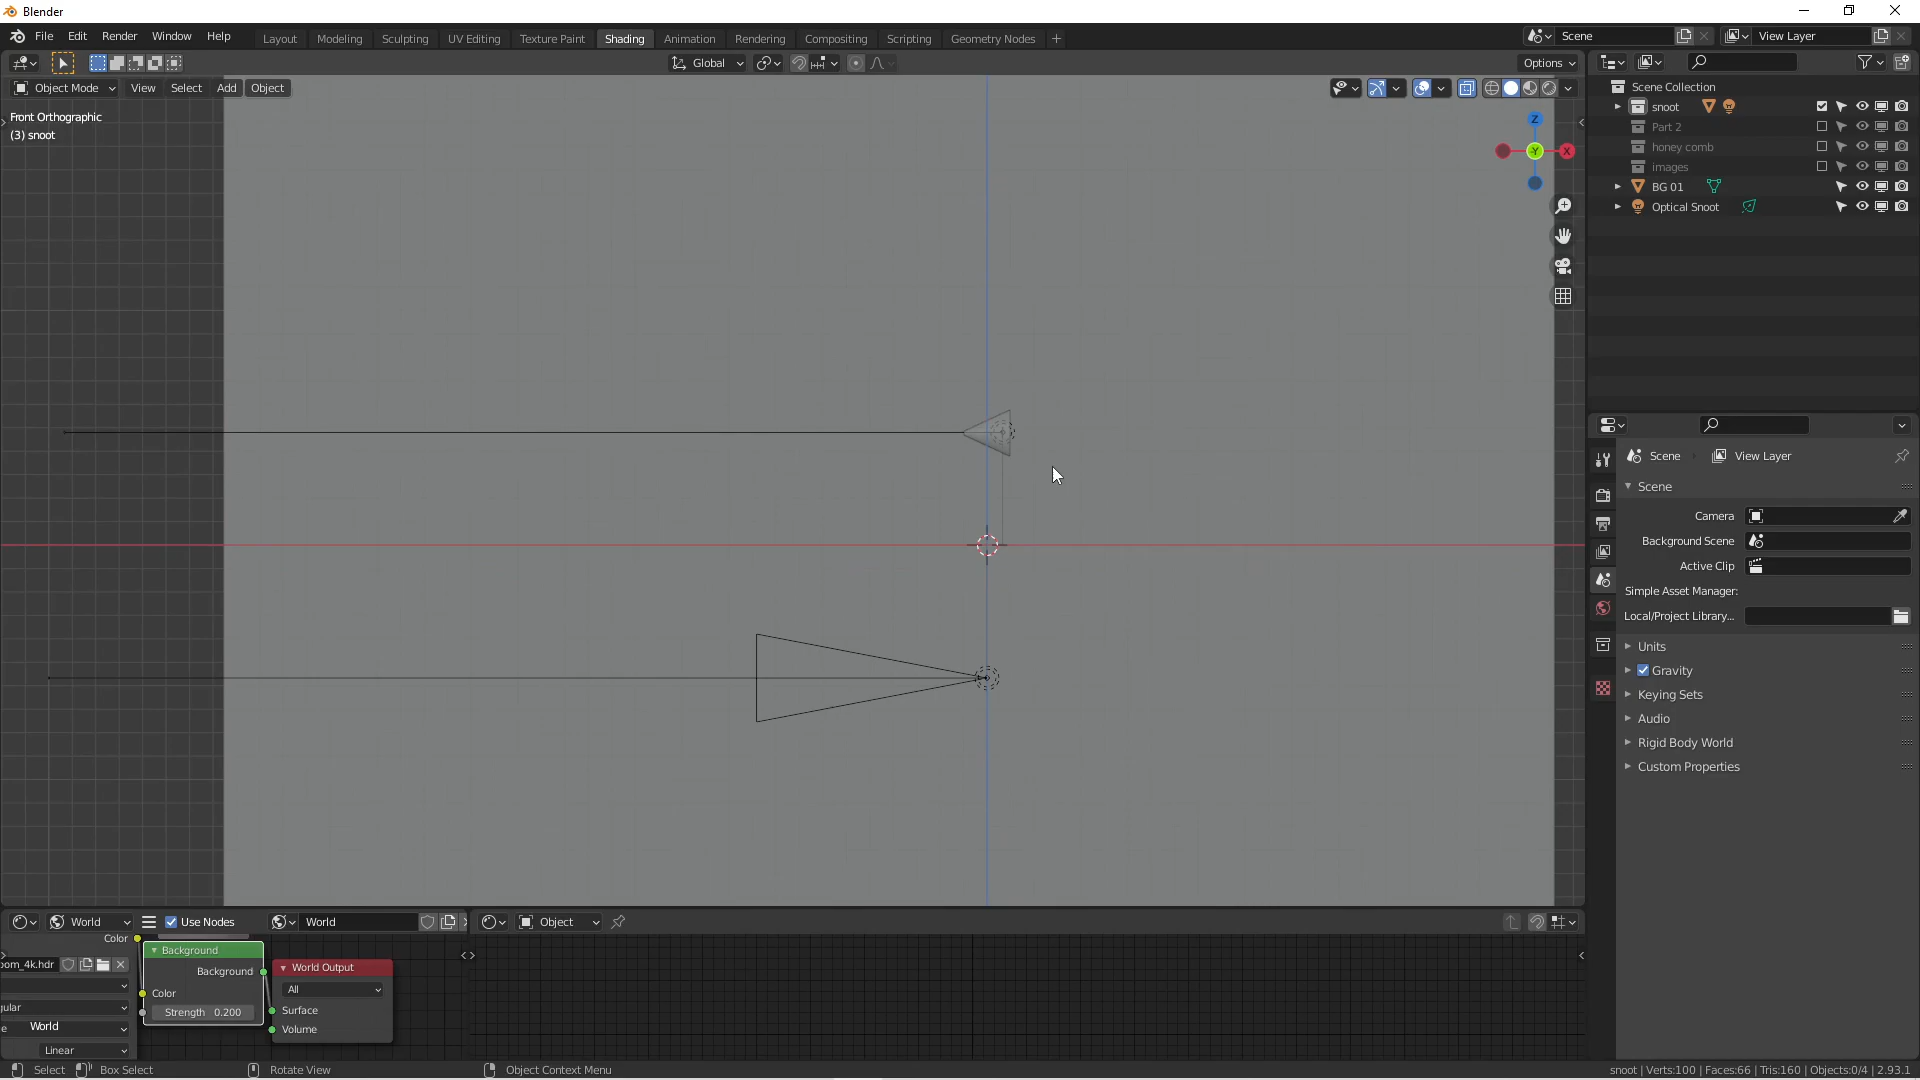 Blender
File Edit Render Window Help
Layout Modeling Sculpting UV Editing Texture Paint Shading Animation Rendering Compositing Scripting Geometry Nodes +
Scene
View Layer
Global
Options
Object Mode View Select Add Object
Front Orthographic
(3) snoot
Z
-Y
X
Scene Collection
snoot
Part 2
honey comb
images
BG 01
Optical Snoot
Scene View Layer
Scene
Camera
Background Scene
Active Clip
Simple Asset Manager:
Local/Project Library...
Units
Gravity
Keying Sets
Audio
Rigid Body World
Custom Properties
World Use Nodes World
Object
Color
oom_4k.hdr
gular
e World
Linear
Background
Background
Color
Strength 0.200
World Output
All
Surface
Volume
Select Box Select Rotate View Object Context Menu
snoot | Verts:100 | Faces:66 | Tris:160 | Objects:0/4 | 2.93.1